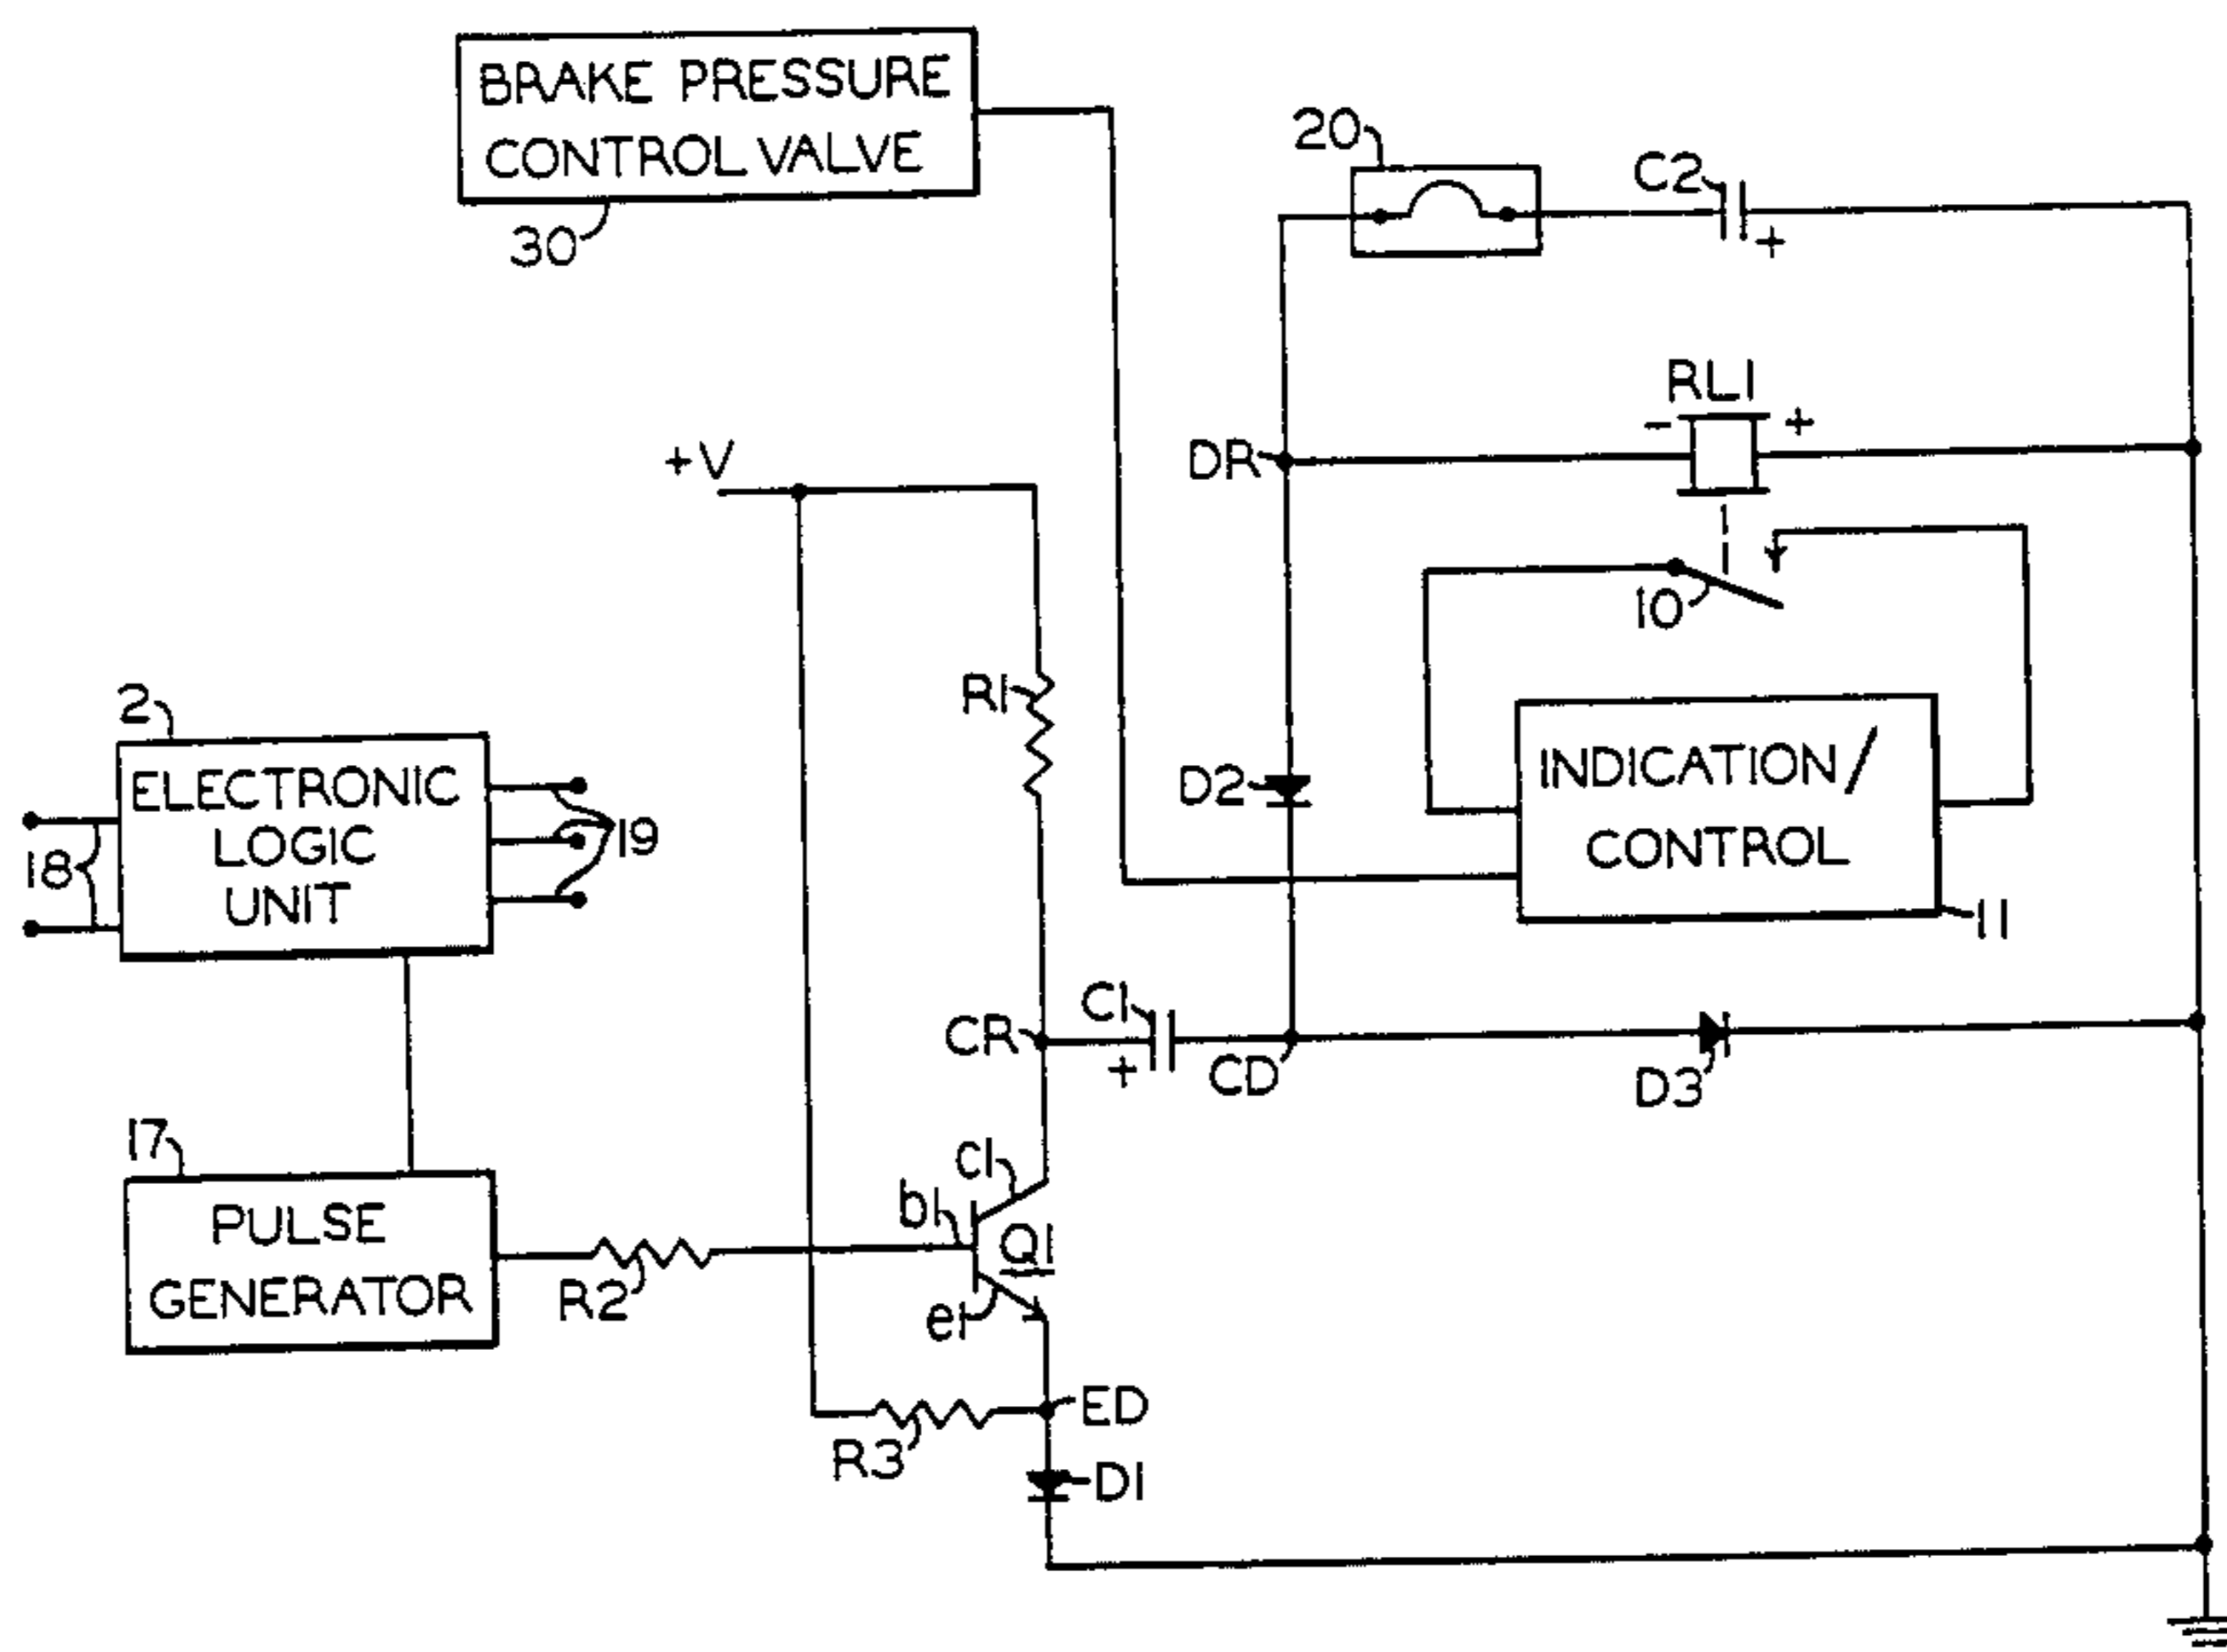 BRAKE PRESSURE
CONTROL VALVE
30
20
C2
+
RL1
-
+
DR
+V
10
R1
2
ELECTRONIC
LOGIC
UNIT
18
19
D2
INDICATION/
CONTROL
11
C1
CR
+
CD
D3
17
PULSE
GENERATOR
c1
b1
Q1
R2
e1
ED
R3
D1